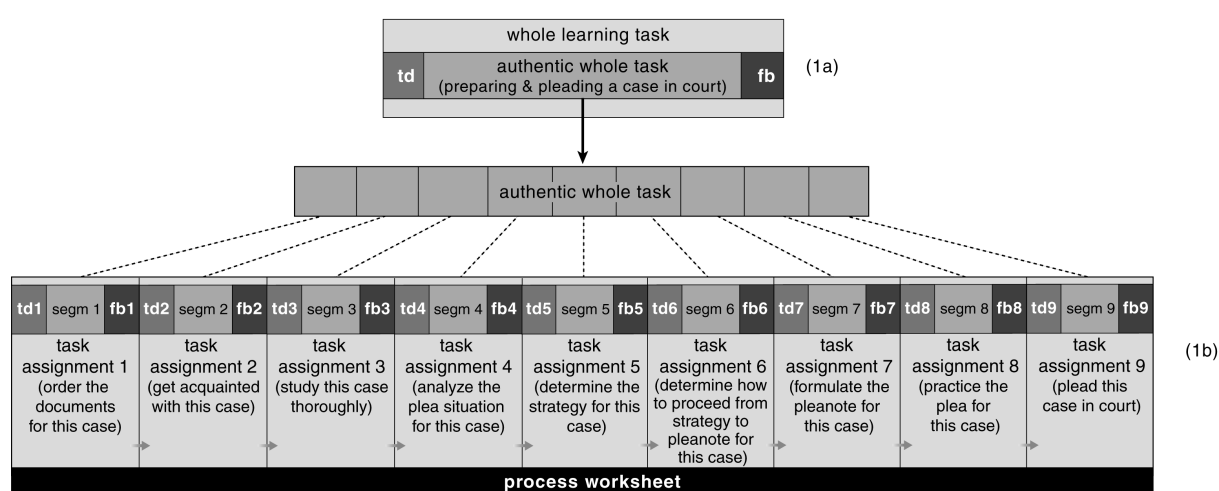 whole learning task
td
authentic whole task
(preparing & pleading a case in court)
fb
(1a)
authentic whole task
td1 segm 1 fb1 td2 segm 2 fb2 td3 segm 3 fb3 td4 segm 4 fb4 td5 segm 5 fb5 td6 segm 6 fb6 td7 segm 7 fb7 td8 segm 8 fb8 td9 segm 9 fb9
task
assignment 1
(order the
documents
for this case)
task
assignment 2
(get acquainted
with this case)
task
assignment 3
(study this case
thoroughly)
task
assignment 4
(analyze the
plea situation
for this case)
task
assignment 5
(determine the
strategy for this
case)
task
assignment 6
(determine how
to proceed from
strategy to
pleanote for
this case)
task
assignment 7
(formulate the
pleanote for
this case)
task
assignment 8
(practice the
plea for
this case)
task
assignment 9
(plead this
case in court)
(1b)
process worksheet